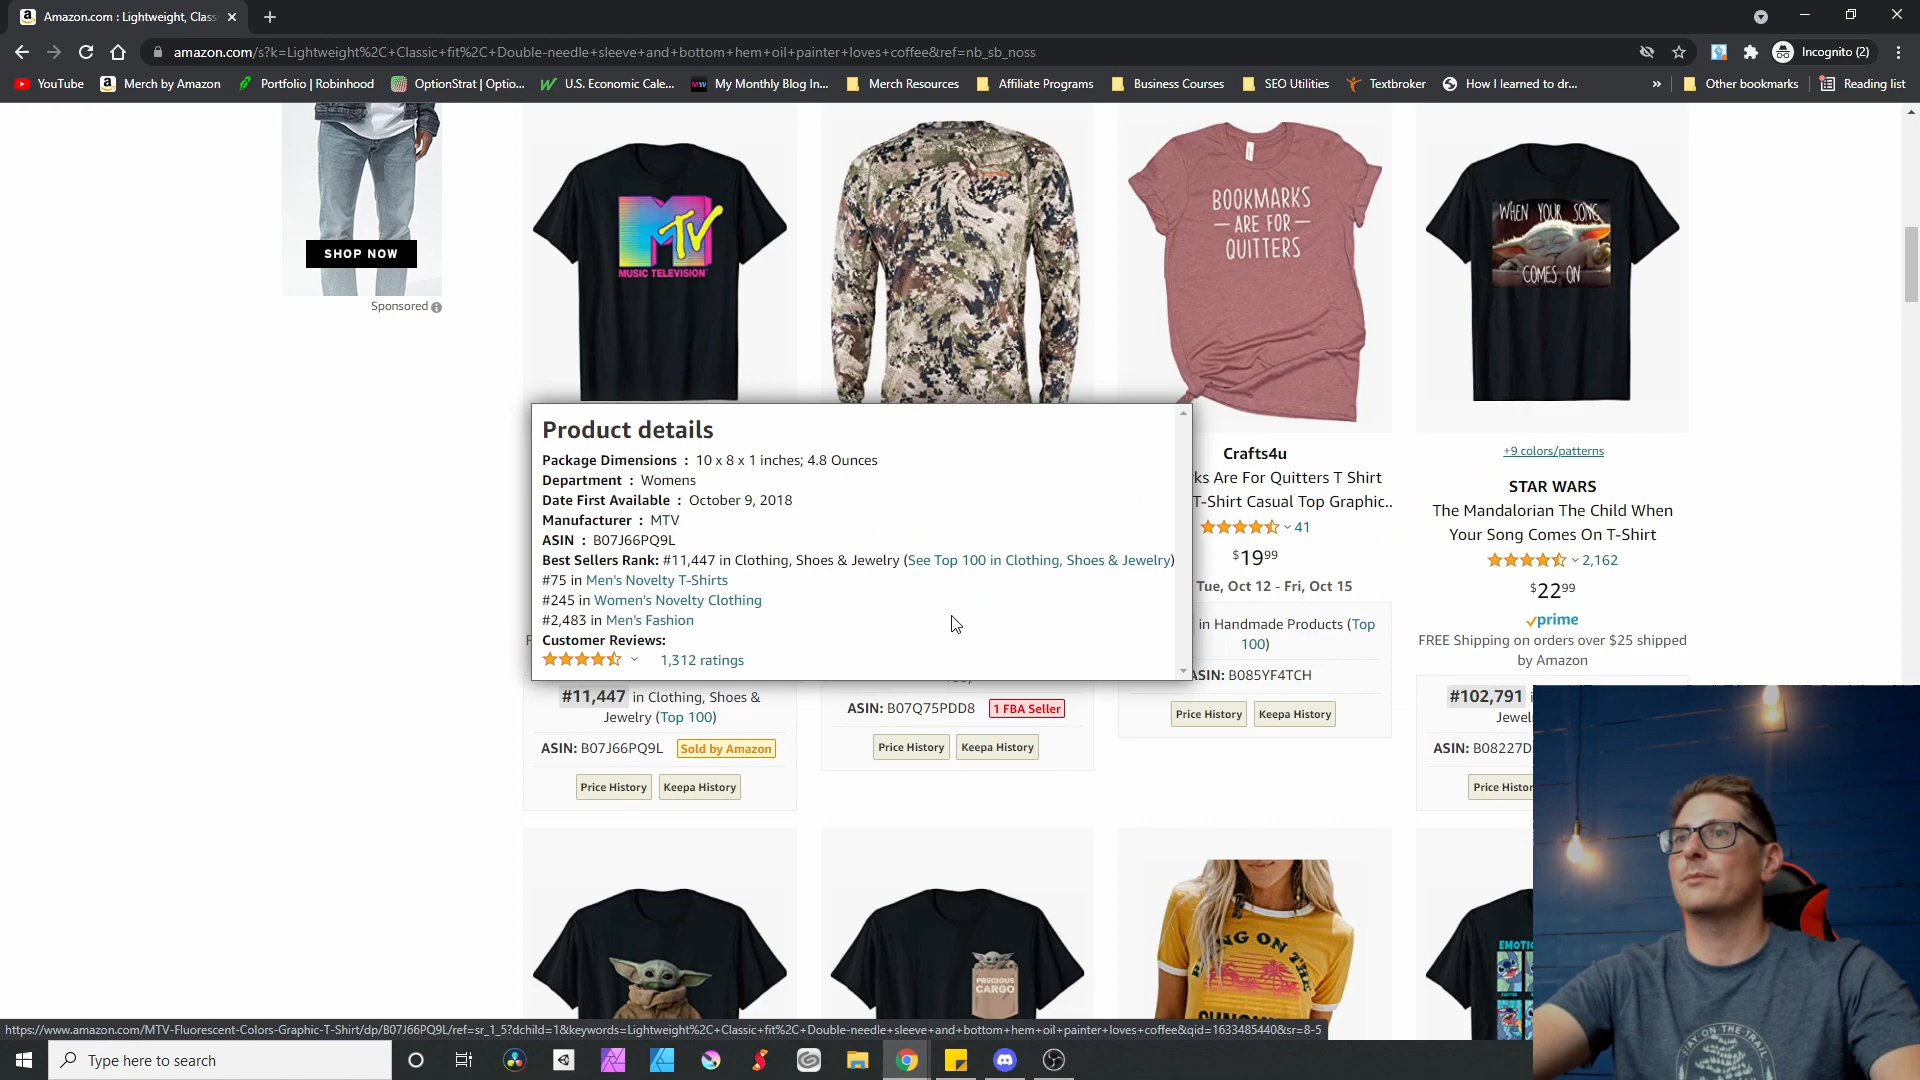 Amazon.com : Lightweight, Class
amazon.com/s?k=Lightweight%2C+Classic+fit%2C+Double-needle+sleeve+and+bottom+hem+oil+painter+loves+coffee&ref=nb_sb_noss
Incognito (2)
YouTube
Merch by Amazon
Portfolio | Robinhood
OptionStrat | Optio...
U.S. Economic Cale...
My Monthly Blog In...
Merch Resources
Affiliate Programs
Business Courses
SEO Utilities
Textbroker
How I learned to dr...
»
Other bookmarks
Reading list
SHOP NOW
Sponsored
MTV
MUSIC TELEVISION
BOOKMARKS
— ARE FOR —
QUITTERS
WHEN YOUR SONG
COMES ON
Product details
Package Dimensions : 10 x 8 x 1 inches; 4.8 Ounces
Department : Womens
Date First Available : October 9, 2018
Manufacturer : MTV
ASIN : B07J66PQ9L
Best Sellers Rank: #11,447 in Clothing, Shoes & Jewelry (See Top 100 in Clothing, Shoes & Jewelry)
#75 in Men's Novelty T-Shirts
#245 in Women's Novelty Clothing
#2,483 in Men's Fashion
Customer Reviews:
1,312 ratings
#11,447 in Clothing, Shoes &
Jewelry (Top 100)
ASIN: B07J66PQ9L Sold by Amazon
Price History Keepa History
ASIN: B07Q75PDD8 1 FBA Seller
Price History Keepa History
Crafts4u
ks Are For Quitters T Shirt
T-Shirt Casual Top Graphic..
41
$19.99
Tue, Oct 12 - Fri, Oct 15
in Handmade Products (Top
100)
ASIN: B085YF4TCH
Price History Keepa History
+9 colors/patterns
STAR WARS
The Mandalorian The Child When
Your Song Comes On T-Shirt
2,162
$22.99
prime
FREE Shipping on orders over $25 shipped
by Amazon
#102,791
Jewel
ASIN: B08227D
Price Histor
PRECIOUS
CARGO
NG ON THE
EMOTIO
https://www.amazon.com/MTV-Fluorescent-Colors-Graphic-T-Shirt/dp/B07J66PQ9L/ref=sr_1_5?dchild=1&keywords=Lightweight%2C+Classic+fit%2C+Double-needle+sleeve+and+bottom+hem+oil+painter+loves+coffee&qid=1633485440&sr=8-5
Type here to search